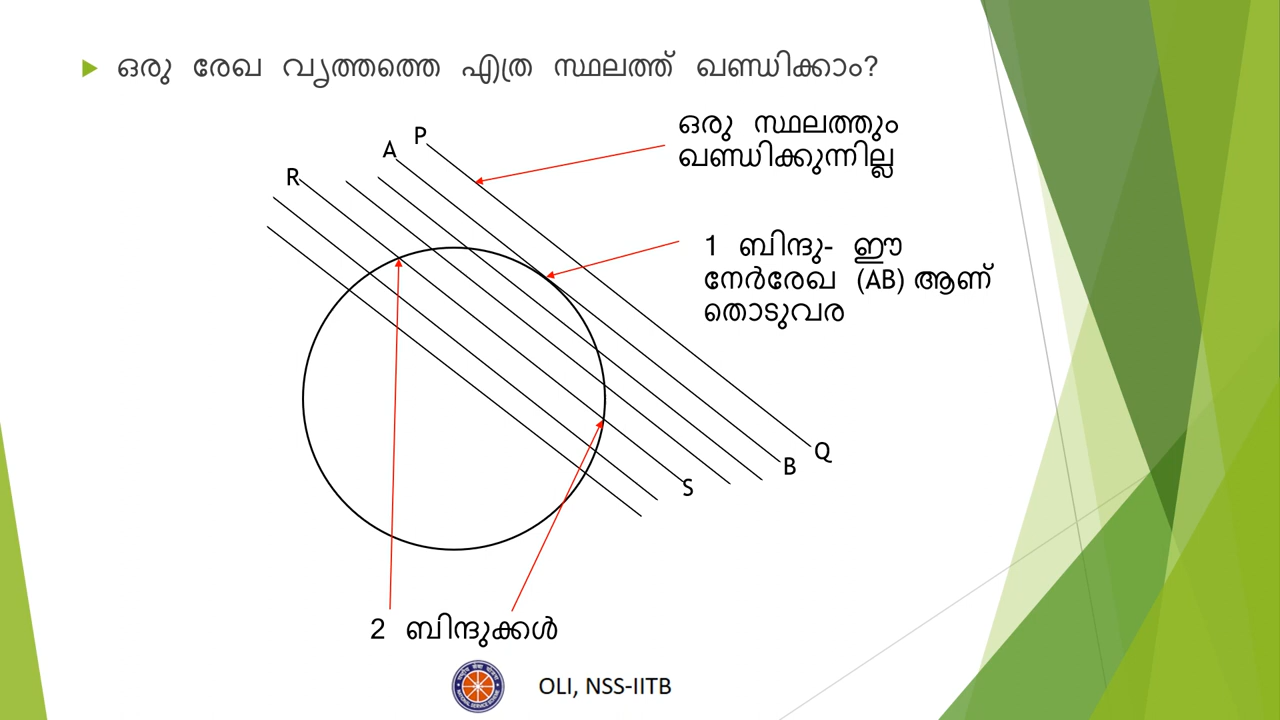 ഒരു രേഖ വൃത്തത്തെ എത്ര സ്ഥലത്ത് ഖണ്ഡിക്കാം?
P
A
R
ഒരു സ്ഥലത്തും
ഖണ്ഡിക്കുന്നില്ല
1 ബിന്ദു- ഈ
നേർരേഖ (AB) ആണ്
തൊടുവര
Q
B
S
2 ബിന്ദുക്കൾ
OLI, NSS-IITB